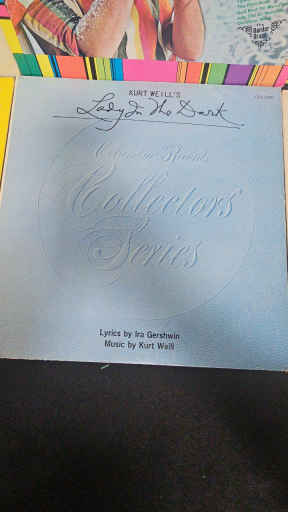 KURT WEILL'S
Lady In The Dark
Columbia Records
Collectors'
Series
Lyrics by Ira Gershwin
Music by Kurt Weill